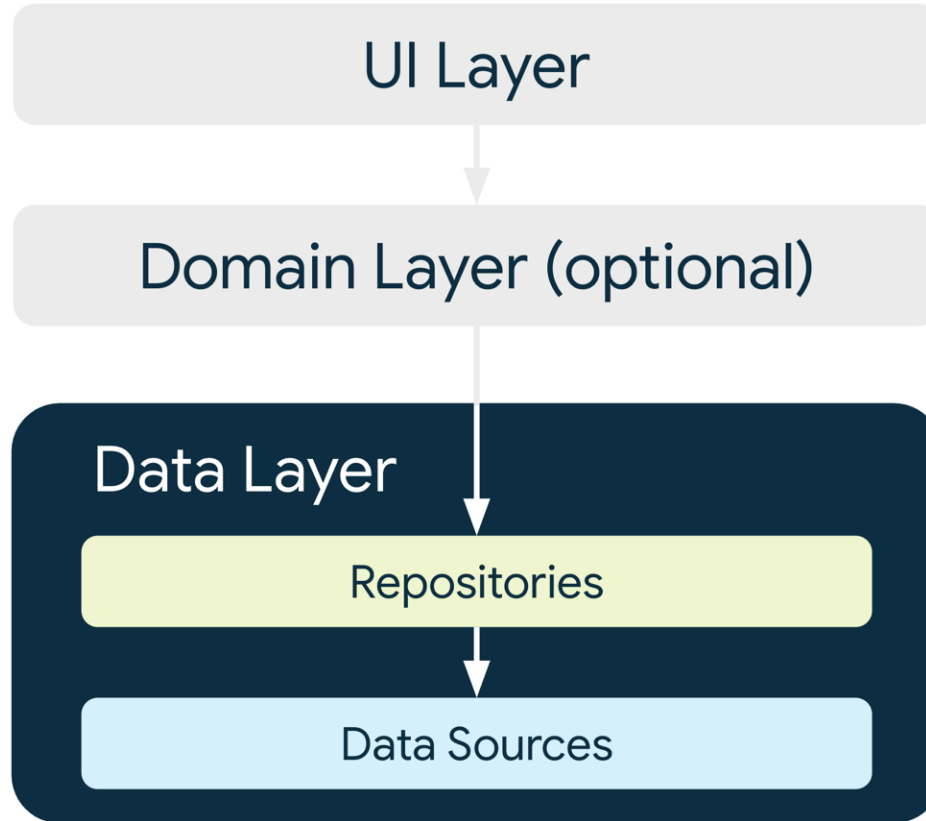 UI Layer
Domain Layer (optional)
Data Layer
Repositories
Data Sources